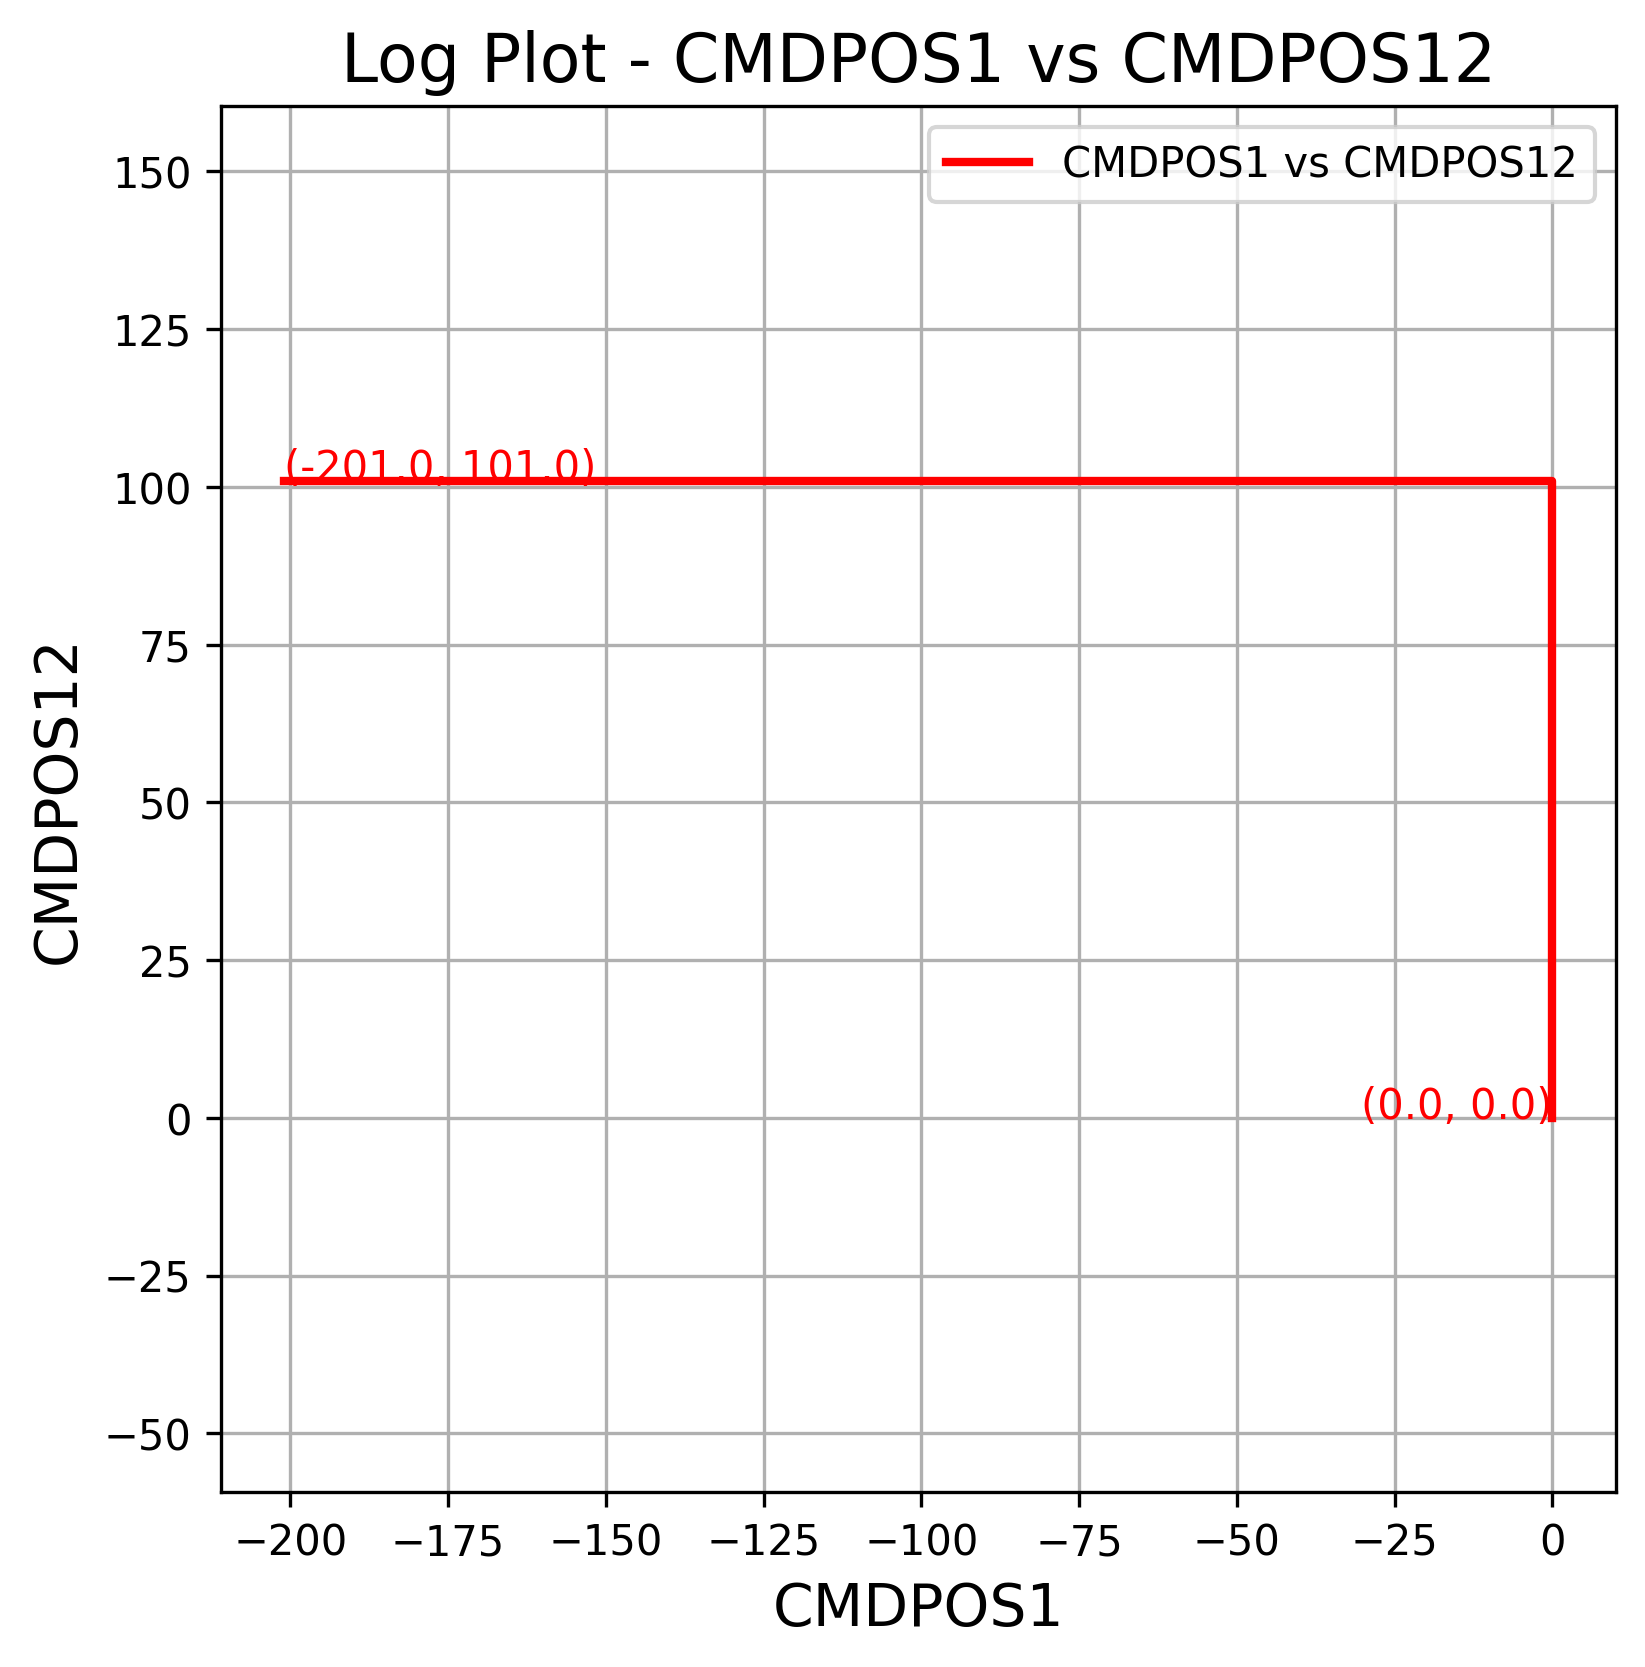 Log Plot - CMDPOS1 vs CMDPOS12
CMDPOS1 vs CMDPOS12
150
125
100
75
50
25
0
−25
−50
CMDPOS12
(-201.0, 101.0)
(0.0, 0.0)
−200 −175 −150 −125 −100 −75 −50 −25 0
CMDPOS1